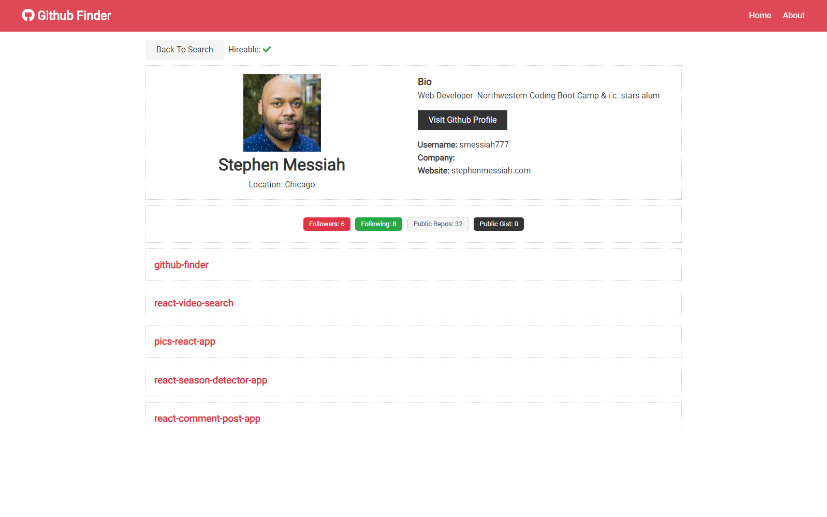 Github Finder
Home About
Back To Search Hireable:
Stephen Messiah
Location: Chicago
Bio
Web-Developer Northwestern Coding Boot-Camp & i.c. stars alum
Visit Github Profile
Username: smessiah777
Company:
Website: stephenmessiah.com
Followers: 6 Following: 8 Public Repos: 32 Public Gist: 0
github-finder
react-video-search
pics-react-app
react-season-detector-app
react-comment-post-app